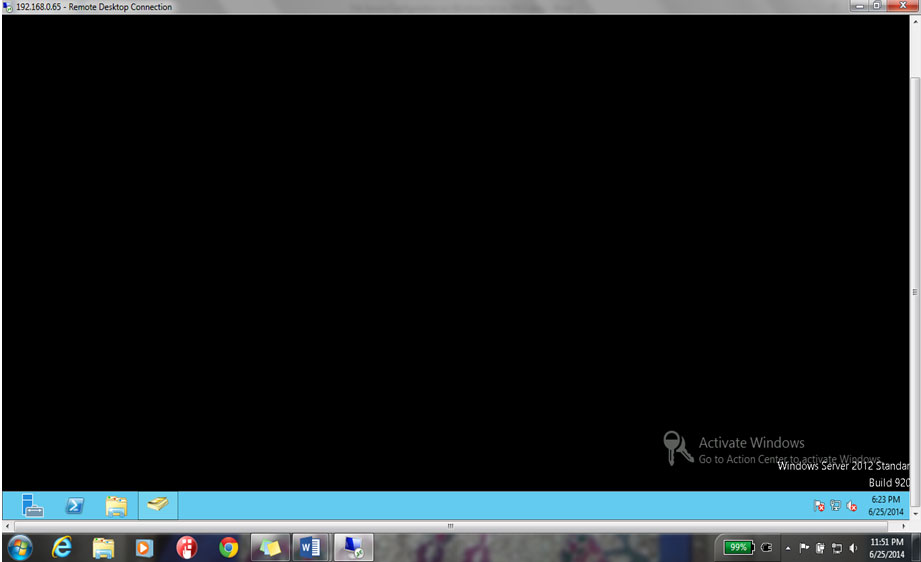 192.168.0.65 - Remote Desktop Connection
Activate Windows
Go to Action Center to activate Windows.
Windows Server 2012 Standar
Build 920
6:23 PM
6/25/2014
99%
11:51 PM
6/25/2014